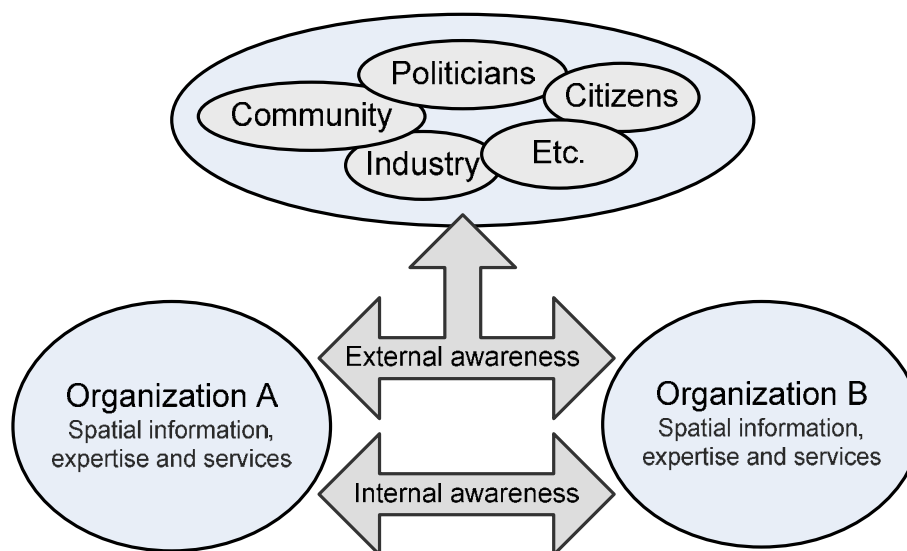 Politicians
Citizens
Community
Industry
Etc.
External awareness
Organization A
Spatial information,
expertise and services
Organization B
Spatial information,
expertise and services
Internal awareness